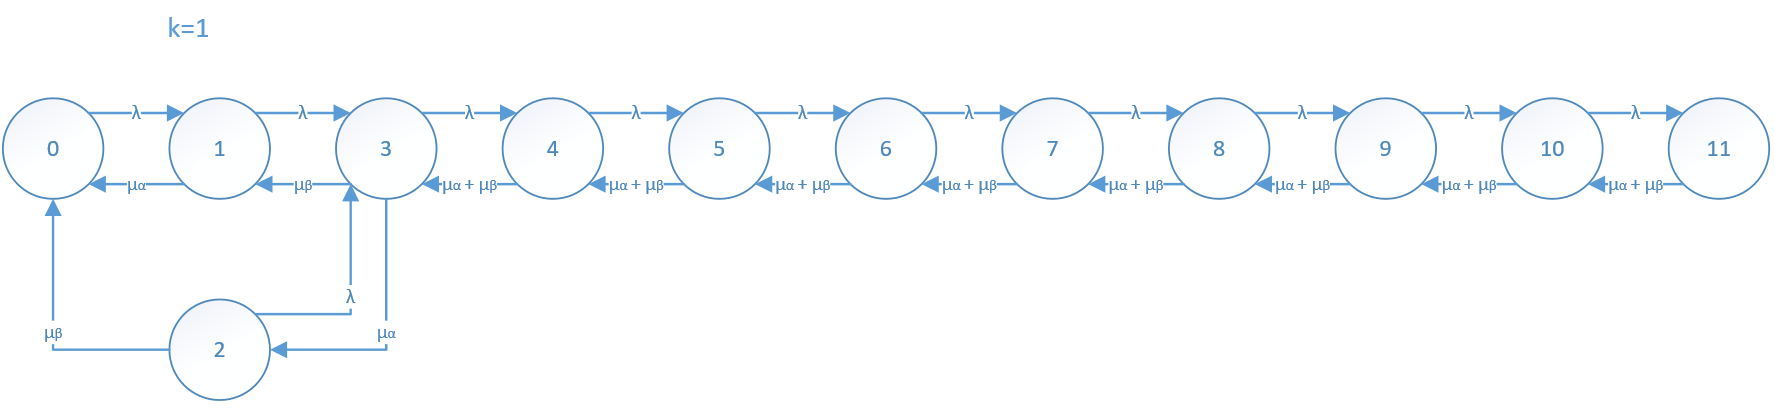 k=1
λ λ λ λ λ λ λ λ λ λ
0 1 3 4 5 6 7 8 9 10 11
μα μβ μα + μβ μα + μβ μα + μβ μα + μβ μα + μβ μα + μβ μα + μβ μα + μβ
λ
μβ μα
2